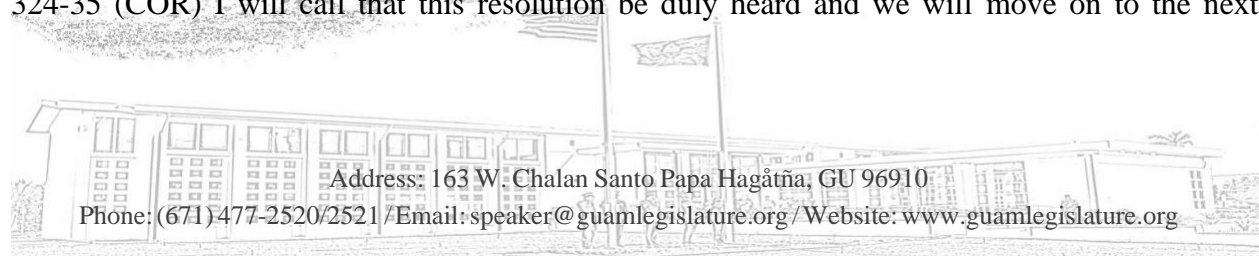 324-35 (COR) I will call that this resolution be duly heard and we will move on to the next
Address: 163 W. Chalan Santo Papa Hagåtña, GU 96910
Phone: (671) 477-2520/2521 / Email: speaker@guamlegislature.org / Website: www.guamlegislature.org